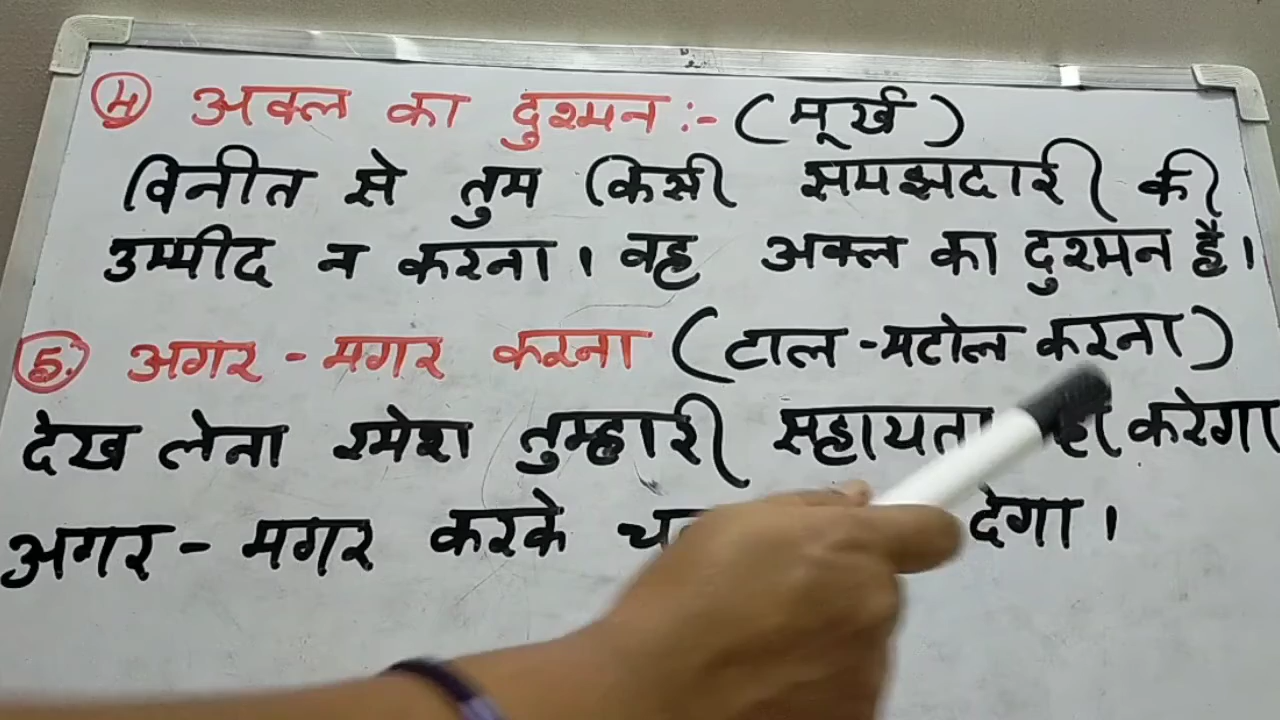 4 अक्ल का दुश्मन :- (मूर्ख)
विनीत से तुम किसी समझदारी की
उम्मीद न करना। वह अक्ल का दुश्मन है।
5. अगर - मगर करना (टाल - मटोल करना)
देख लेना रमेश तुम्हारी सहायता करेगा
अगर - मगर करके देगा।